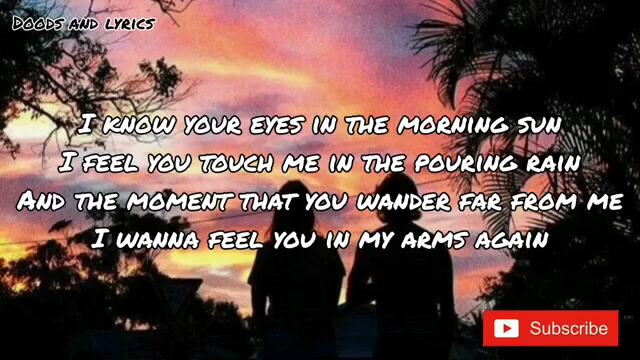 Doods and lyrics
I know your eyes in the morning sun
I feel you touch me in the pouring rain
And the moment that you wander far from me
I wanna feel you in my arms again
Subscribe